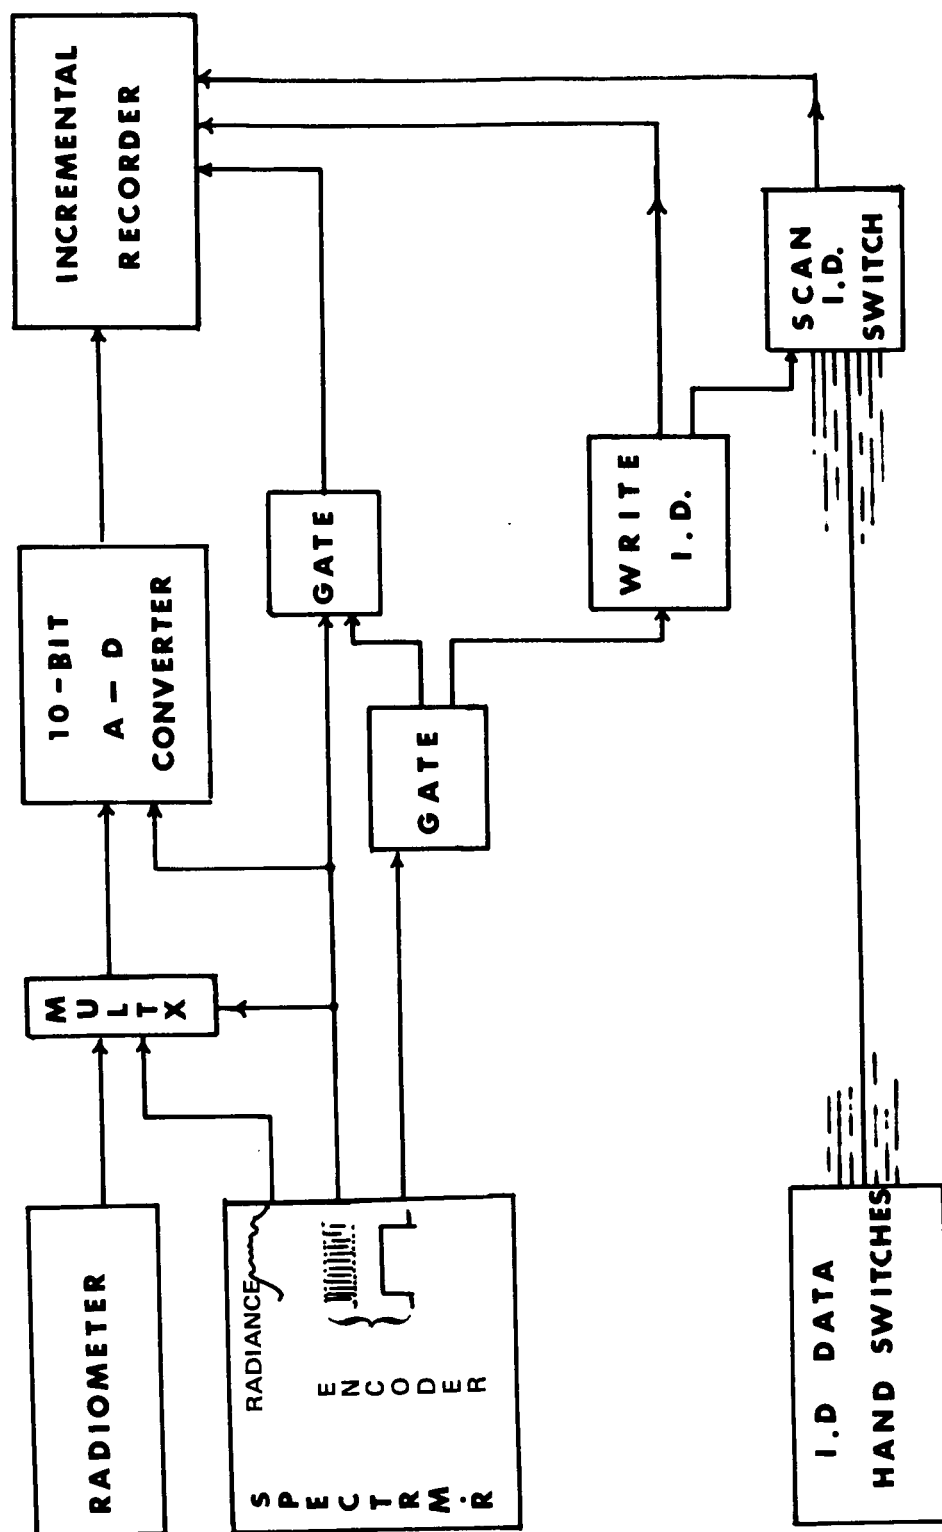 RADIOMETER
SPECTRM.R
RADIANCE
ENCODER
I.D DATA
HAND SWITCHES
MULTX
10-BIT
A-D
CONVERTER
GATE
GATE
WRITE
I.D.
SCAN
I.D.
SWITCH
INCREMENTAL
RECORDER